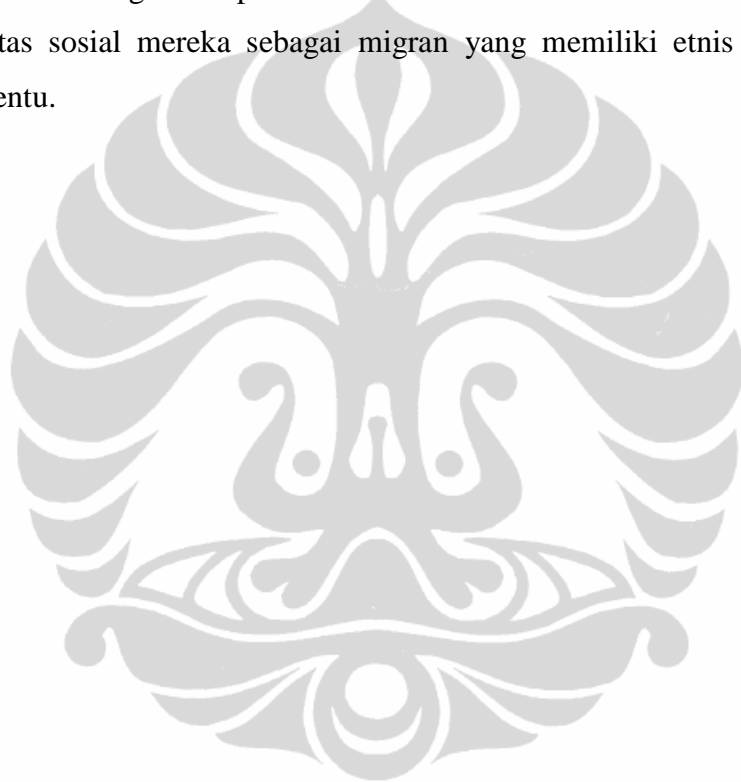 tas sosial mereka sebagai migran yang memiliki etnis
entu.